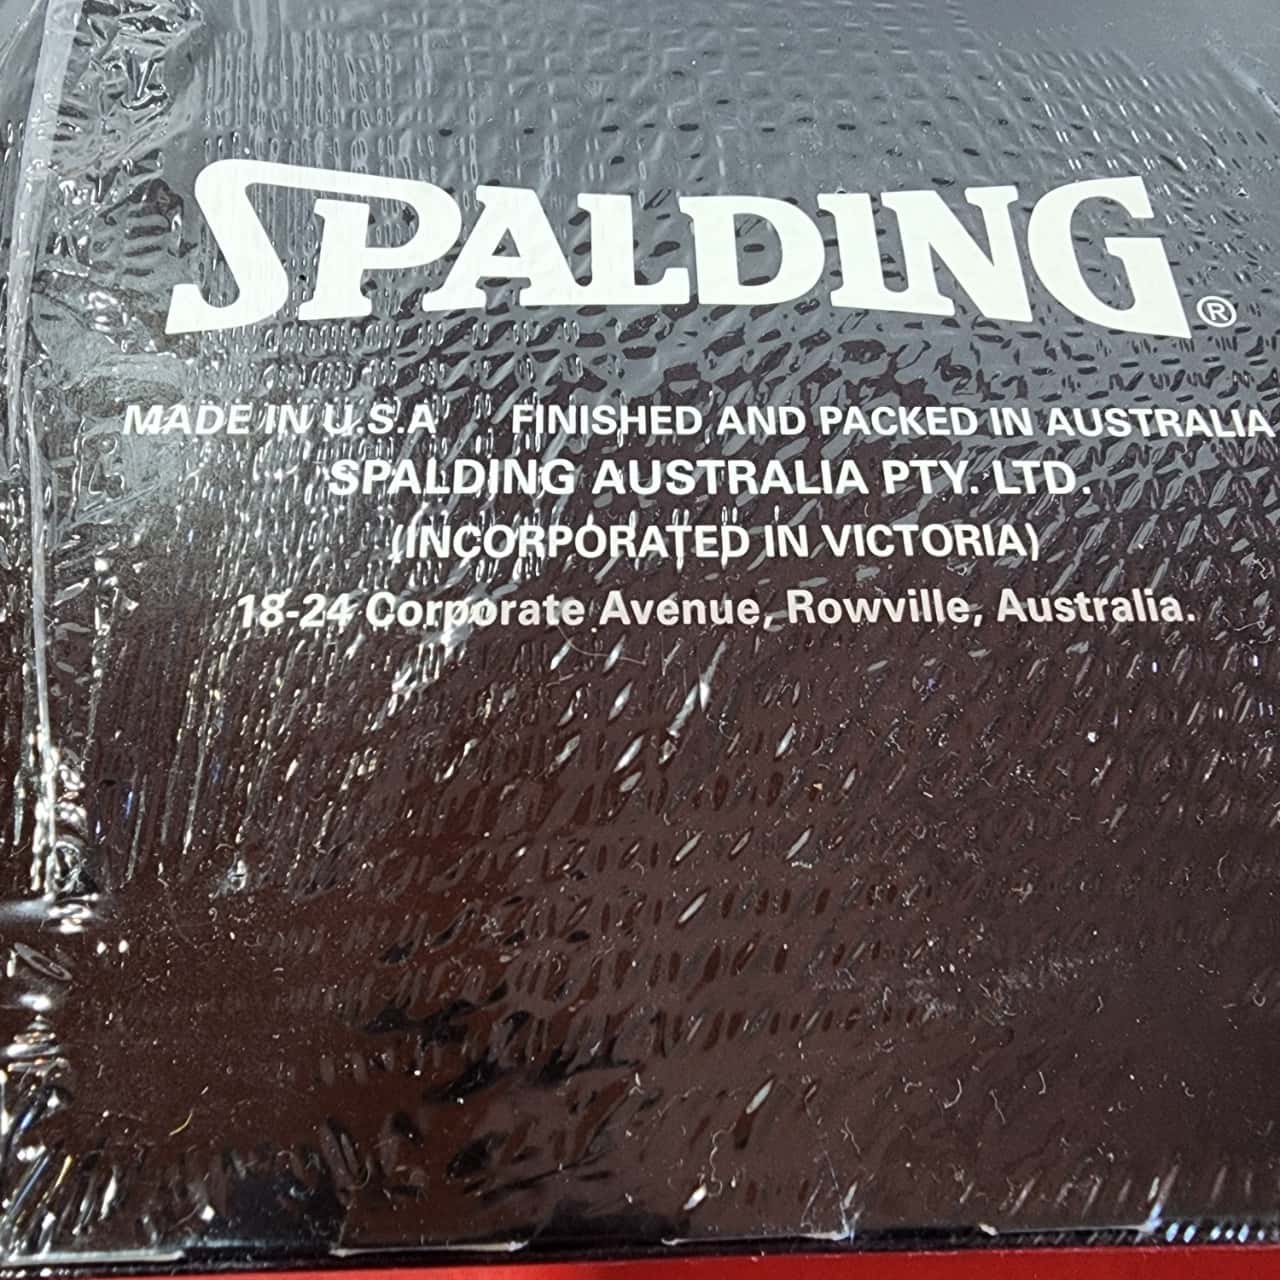 SPALDING®
MADE IN U.S.A. FINISHED AND PACKED IN AUSTRALIA
SPALDING AUSTRALIA PTY. LTD.
(INCORPORATED IN VICTORIA)
18-24 Corporate Avenue, Rowville, Australia.